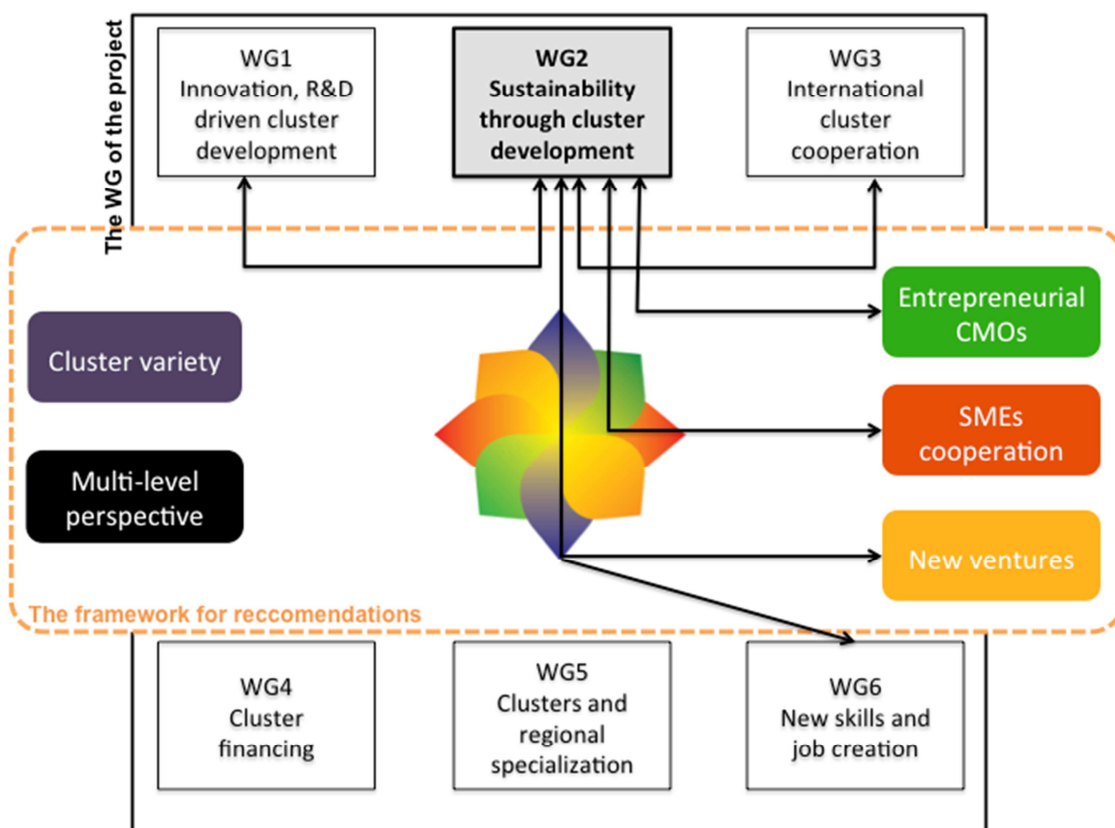 The WG of the project
WG1
Innovation, R&D
driven cluster
development
WG2
Sustainability
through cluster
development
WG3
International
cluster
cooperation
Cluster variety
Multi-level
perspective
Entrepreneurial
CMOs
SMEs
cooperation
New ventures
The framework for reccomendations
WG4
Cluster
financing
WG5
Clusters and
regional
specialization
WG6
New skills and
job creation